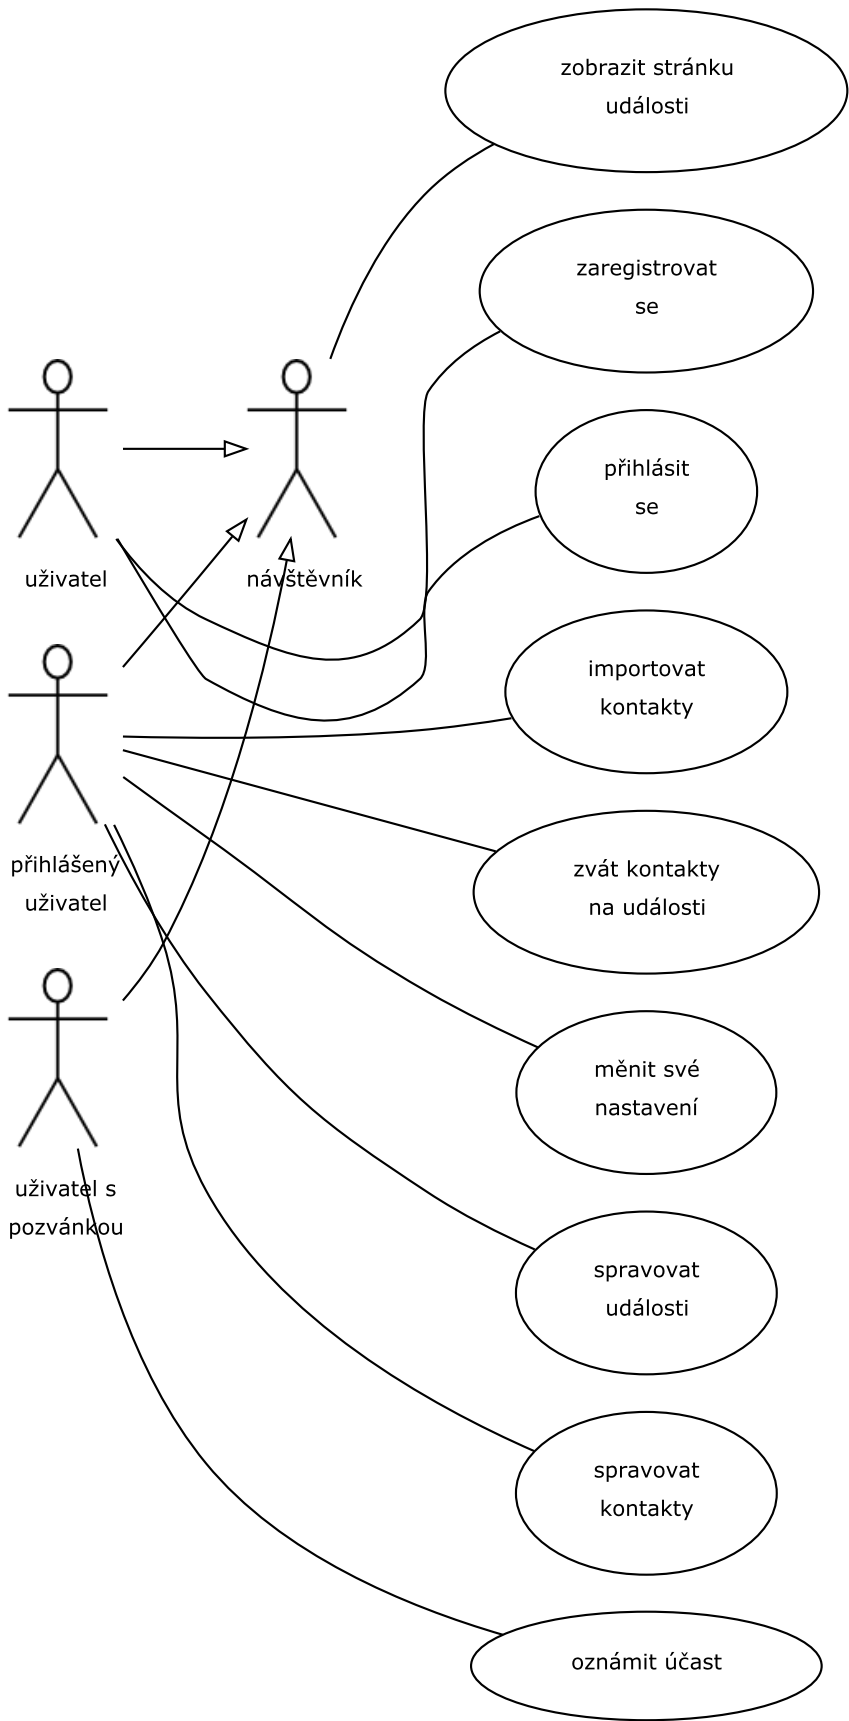 zobrazit stránku
události
zaregistrovat
se
přihlásit
se
uživatel
návštěvník
importovat
kontakty
přihlášený
uživatel
zvát kontakty
na události
měnit své
nastavení
uživatel s
pozvánkou
spravovat
události
spravovat
kontakty
oznámit účast